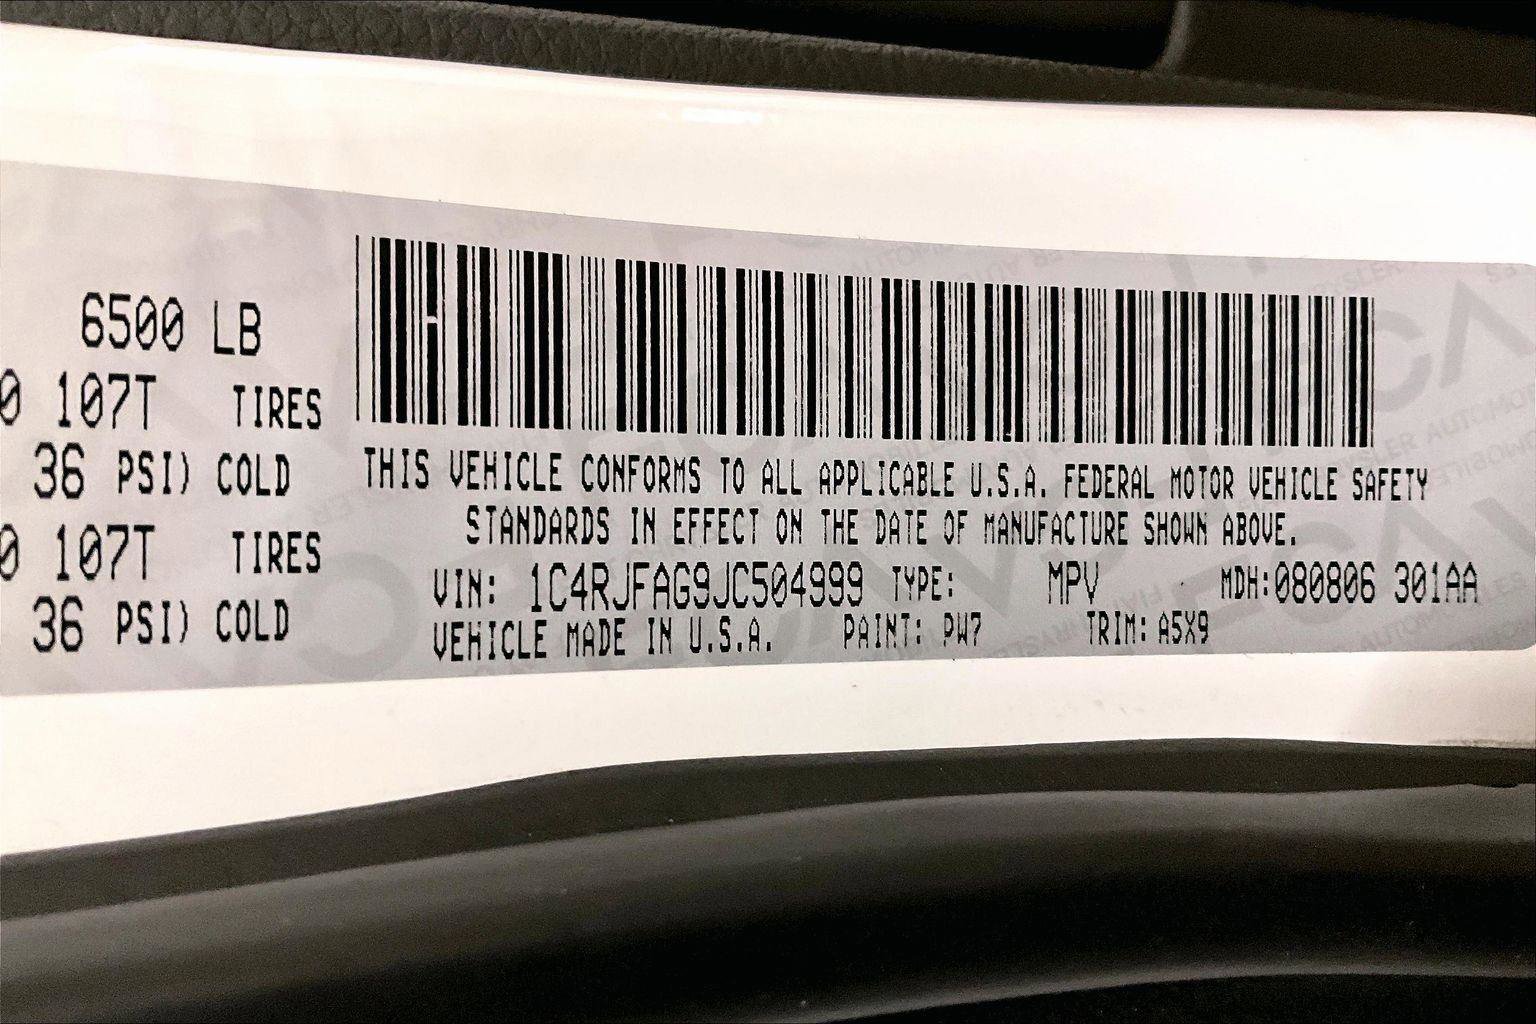 6500 LB
0 107T TIRES
36 PSI) COLD
0 107T TIRES
36 PSI) COLD
THIS VEHICLE CONFORMS TO ALL APPLICABLE U.S.A. FEDERAL MOTOR VEHICLE SAFETY
STANDARDS IN EFFECT ON THE DATE OF MANUFACTURE SHOWN ABOVE.
VIN: 1C4RJFAG9JC504999 TYPE: MPV MDH:080806 301AA
VEHICLE MADE IN U.S.A. PAINT: PW7 TRIM: A5X9